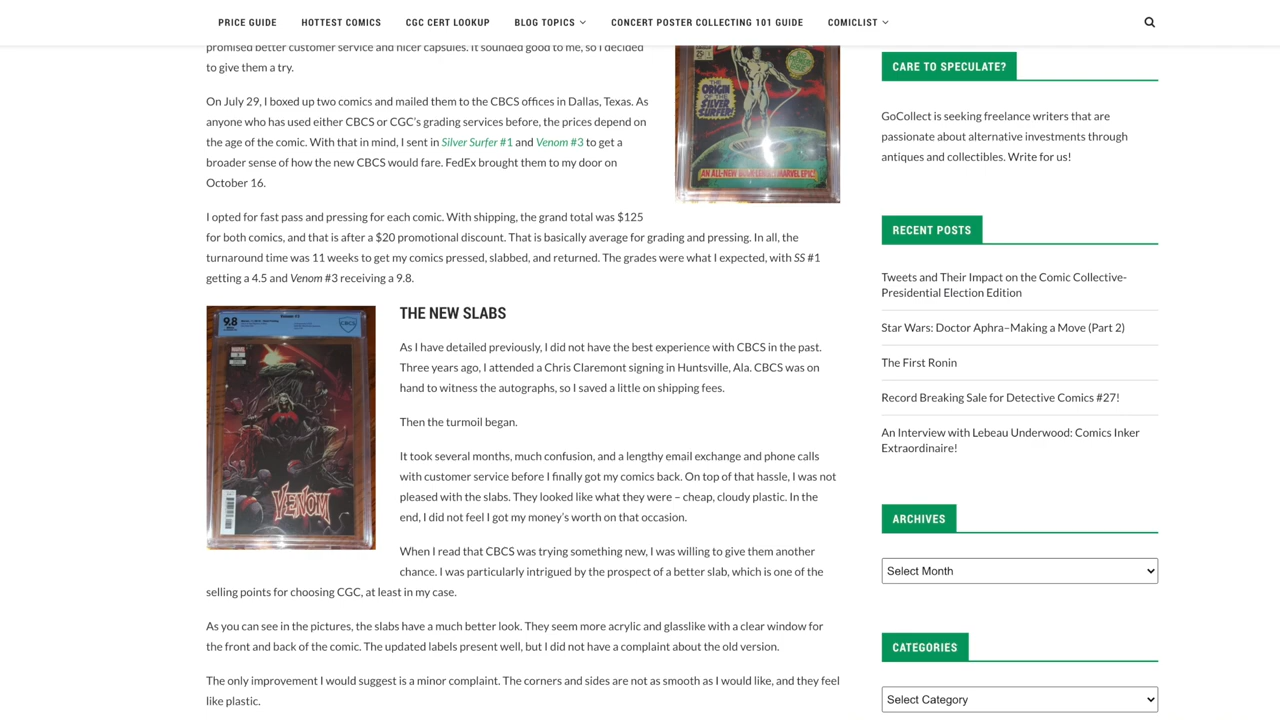 PRICE GUIDE HOTTEST COMICS CGC CERT LOOKUP BLOG TOPICS CONCERT POSTER COLLECTING 101 GUIDE COMICLIST
promised better customer service and nicer capsules. It sounded good to me, so I decided
to give them a try.
On July 29, I boxed up two comics and mailed them to the CBCS offices in Dallas, Texas. As
anyone who has used either CBCS or CGC's grading services before, the prices depend on
the age of the comic. With that in mind, I sent in Silver Surfer #1 and Venom #3 to get a
broader sense of how the new CBCS would fare. FedEx brought them to my door on
October 16.
THE ORIGIN OF THE SILVER SURFER!
AN ALL-NEW MARVEL EPIC!
I opted for fast pass and pressing for each comic. With shipping, the grand total was $125
for both comics, and that is after a $20 promotional discount. That is basically average for grading and pressing. In all, the
turnaround time was 11 weeks to get my comics pressed, slabbed, and returned. The grades were what I expected, with SS #1
getting a 4.5 and Venom #3 receiving a 9.8.
9.8
CBCS
VENOM
THE NEW SLABS
As I have detailed previously, I did not have the best experience with CBCS in the past.
Three years ago, I attended a Chris Claremont signing in Huntsville, Ala. CBCS was on
hand to witness the autographs, so I saved a little on shipping fees.
Then the turmoil began.
It took several months, much confusion, and a lengthy email exchange and phone calls
with customer service before I finally got my comics back. On top of that hassle, I was not
pleased with the slabs. They looked like what they were – cheap, cloudy plastic. In the
end, I did not feel I got my money's worth on that occasion.
When I read that CBCS was trying something new, I was willing to give them another
chance. I was particularly intrigued by the prospect of a better slab, which is one of the
selling points for choosing CGC, at least in my case.
As you can see in the pictures, the slabs have a much better look. They seem more acrylic and glasslike with a clear window for
the front and back of the comic. The updated labels present well, but I did not have a complaint about the old version.
The only improvement I would suggest is a minor complaint. The corners and sides are not as smooth as I would like, and they feel
like plastic.
CARE TO SPECULATE?
GoCollect is seeking freelance writers that are
passionate about alternative investments through
antiques and collectibles. Write for us!
RECENT POSTS
Tweets and Their Impact on the Comic Collective-
Presidential Election Edition
Star Wars: Doctor Aphra–Making a Move (Part 2)
The First Ronin
Record Breaking Sale for Detective Comics #27!
An Interview with Lebeau Underwood: Comics Inker
Extraordinaire!
ARCHIVES
Select Month
CATEGORIES
Select Category